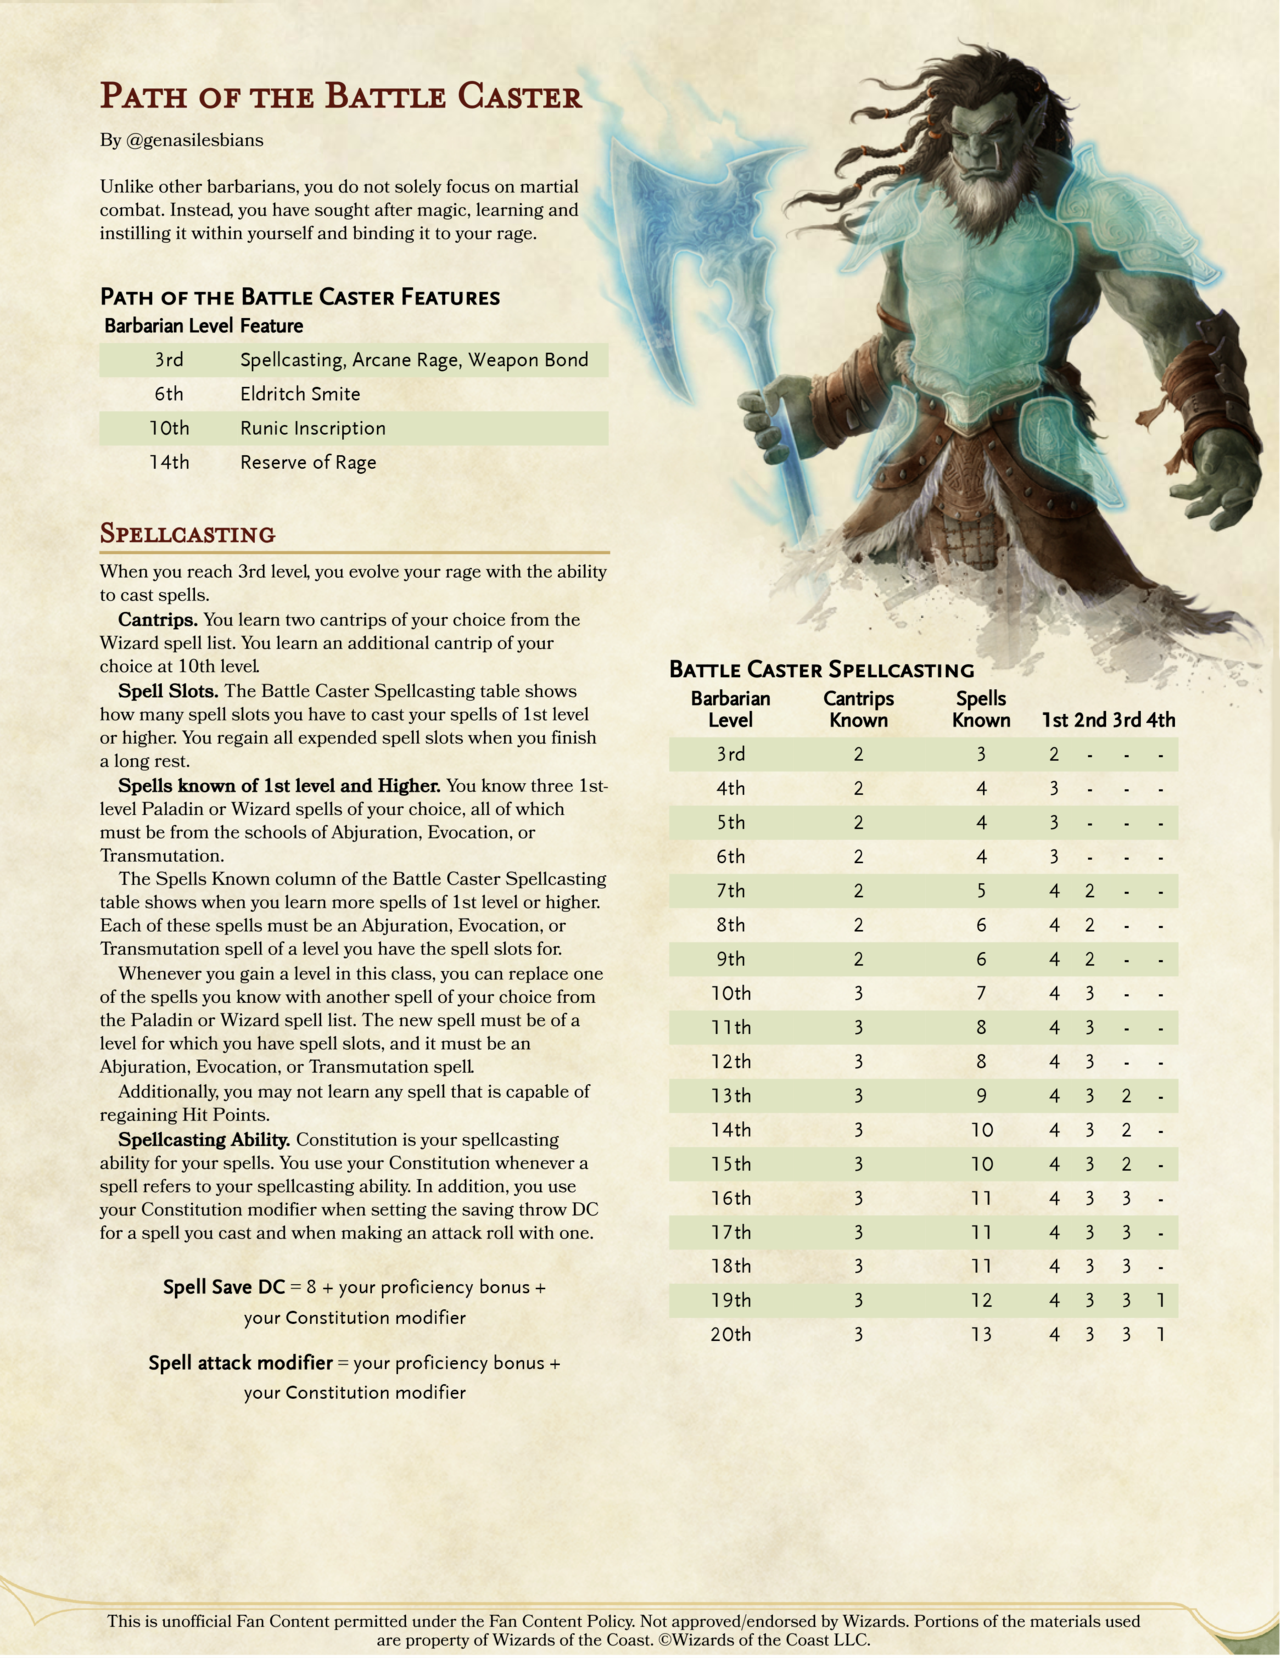 Path of the Battle Caster
By @genasilesbians
Unlike other barbarians, you do not solely focus on martial
combat. Instead, you have sought after magic, learning and
instilling it within yourself and binding it to your rage.
Path of the Battle Caster Features
Barbarian Level Feature
3rd Spellcasting, Arcane Rage, Weapon Bond
6th Eldritch Smite
10th Runic Inscription
14th Reserve of Rage
Spellcasting
When you reach 3rd level, you evolve your rage with the ability
to cast spells.
Cantrips. You learn two cantrips of your choice from the
Wizard spell list. You learn an additional cantrip of your
choice at 10th level.
Spell Slots. The Battle Caster Spellcasting table shows
how many spell slots you have to cast your spells of 1st level
or higher. You regain all expended spell slots when you finish
a long rest.
Spells known of 1st level and Higher. You know three 1st-
level Paladin or Wizard spells of your choice, all of which
must be from the schools of Abjuration, Evocation, or
Transmutation.
The Spells Known column of the Battle Caster Spellcasting
table shows when you learn more spells of 1st level or higher.
Each of these spells must be an Abjuration, Evocation, or
Transmutation spell of a level you have the spell slots for.
Whenever you gain a level in this class, you can replace one
of the spells you know with another spell of your choice from
the Paladin or Wizard spell list. The new spell must be of a
level for which you have spell slots, and it must be an
Abjuration, Evocation, or Transmutation spell.
Additionally, you may not learn any spell that is capable of
regaining Hit Points.
Spellcasting Ability. Constitution is your spellcasting
ability for your spells. You use your Constitution whenever a
spell refers to your spellcasting ability. In addition, you use
your Constitution modifier when setting the saving throw DC
for a spell you cast and when making an attack roll with one.
Spell Save DC = 8 + your proficiency bonus +
your Constitution modifier
Spell attack modifier = your proficiency bonus +
your Constitution modifier
Battle Caster Spellcasting
Barbarian Cantrips Spells
Level Known Known 1st 2nd 3rd 4th
3rd 2 3 2 - - -
4th 2 4 3 - - -
5th 2 4 3 - - -
6th 2 4 3 - - -
7th 2 5 4 2 - -
8th 2 6 4 2 - -
9th 2 6 4 2 - -
10th 3 7 4 3 - -
11th 3 8 4 3 - -
12th 3 8 4 3 - -
13th 3 9 4 3 2 -
14th 3 10 4 3 2 -
15th 3 10 4 3 2 -
16th 3 11 4 3 3 -
17th 3 11 4 3 3 -
18th 3 11 4 3 3 -
19th 3 12 4 3 3 1
20th 3 13 4 3 3 1
This is unofficial Fan Content permitted under the Fan Content Policy. Not approved/endorsed by Wizards. Portions of the materials used
are property of Wizards of the Coast. ©Wizards of the Coast LLC.